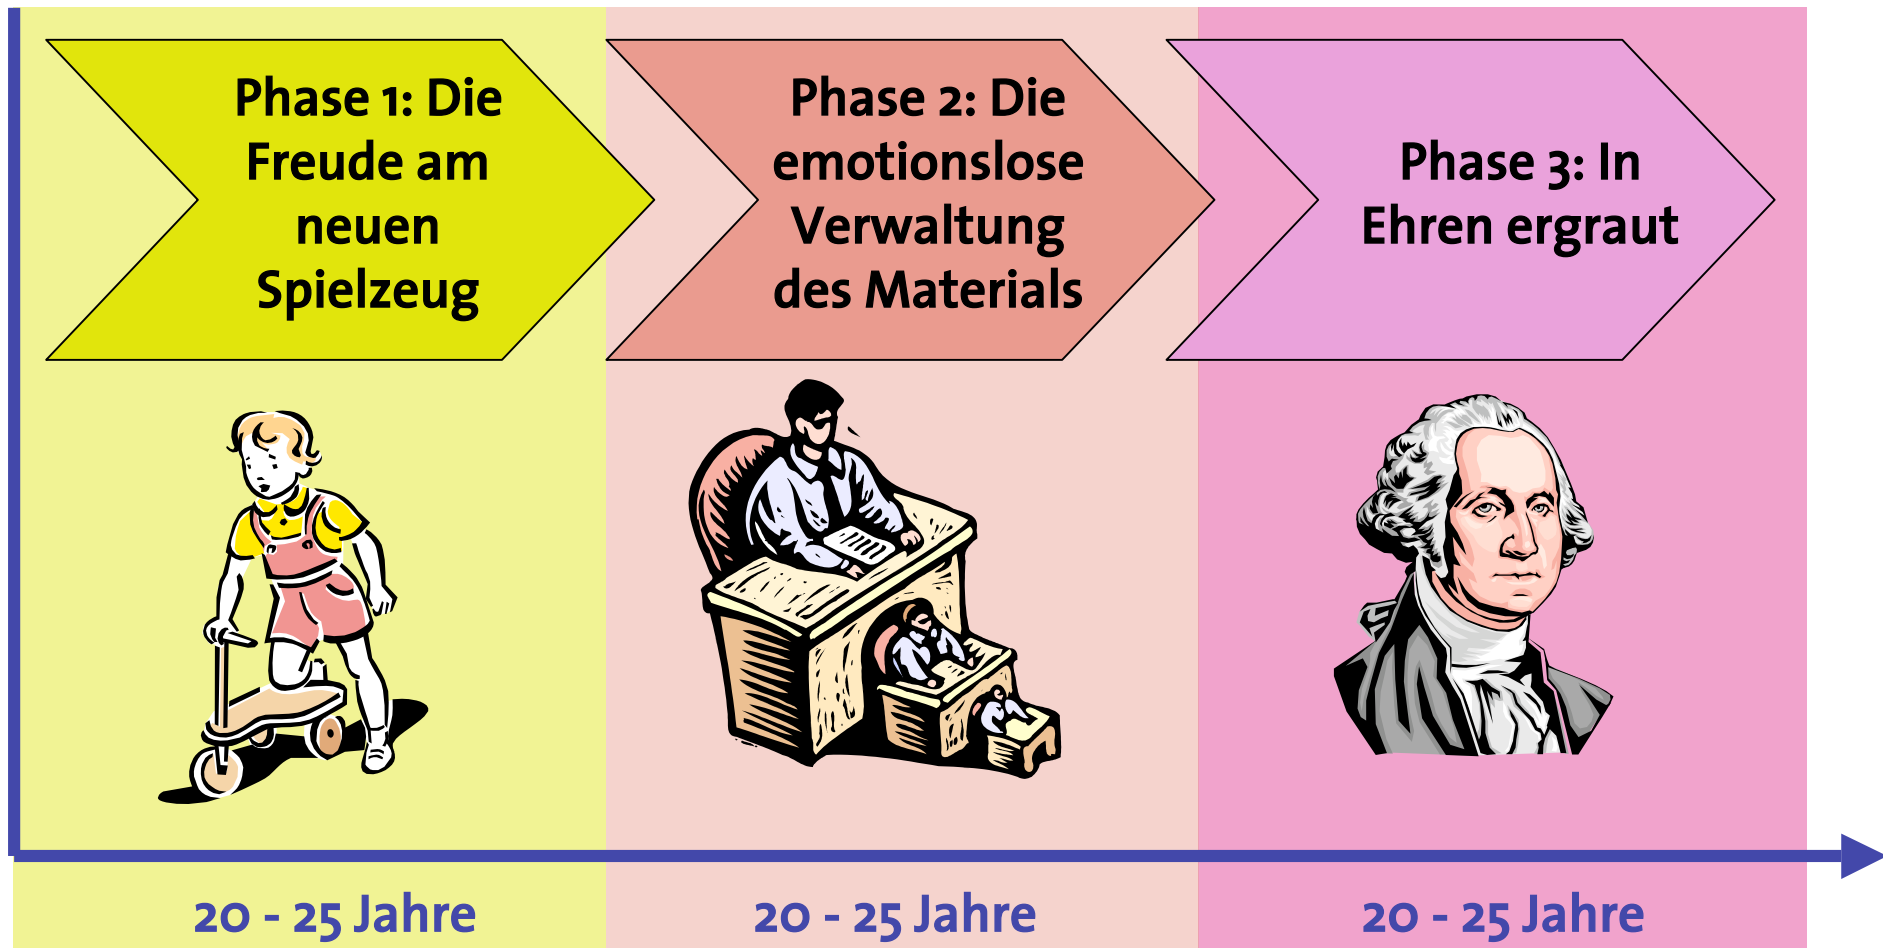 Phase 1: Die
Freude am
neuen
Spielzeug
Phase 2: Die
emotionslose
Verwaltung
des Materials
Phase 3: In
Ehren ergraut
20 - 25 Jahre
20 - 25 Jahre
20 - 25 Jahre